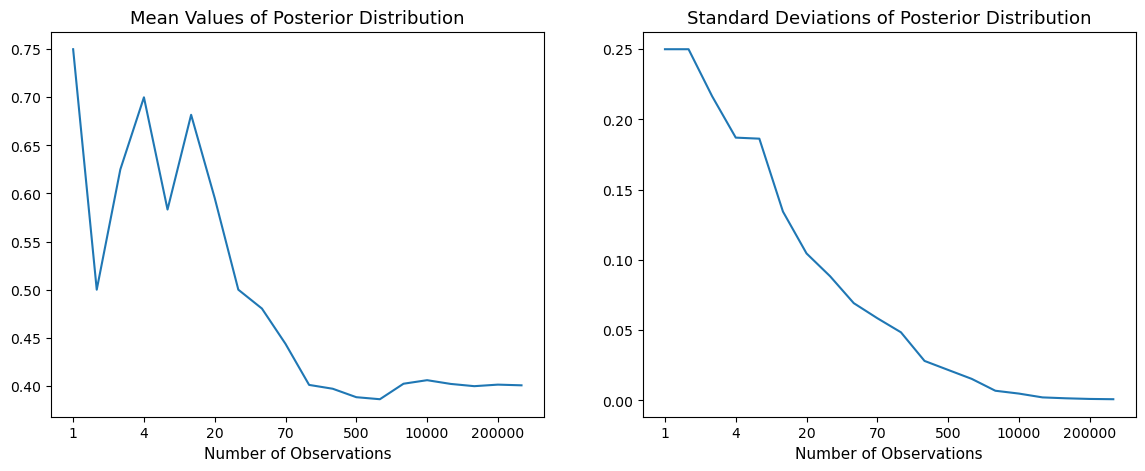 Mean Values of Posterior Distribution
0.75
0.70
0.65
0.60
0.55
0.50
0.45
0.40
1 4 20 70 500 10000 200000
Number of Observations
Standard Deviations of Posterior Distribution
0.25
0.20
0.15
0.10
0.05
0.00
1 4 20 70 500 10000 200000
Number of Observations